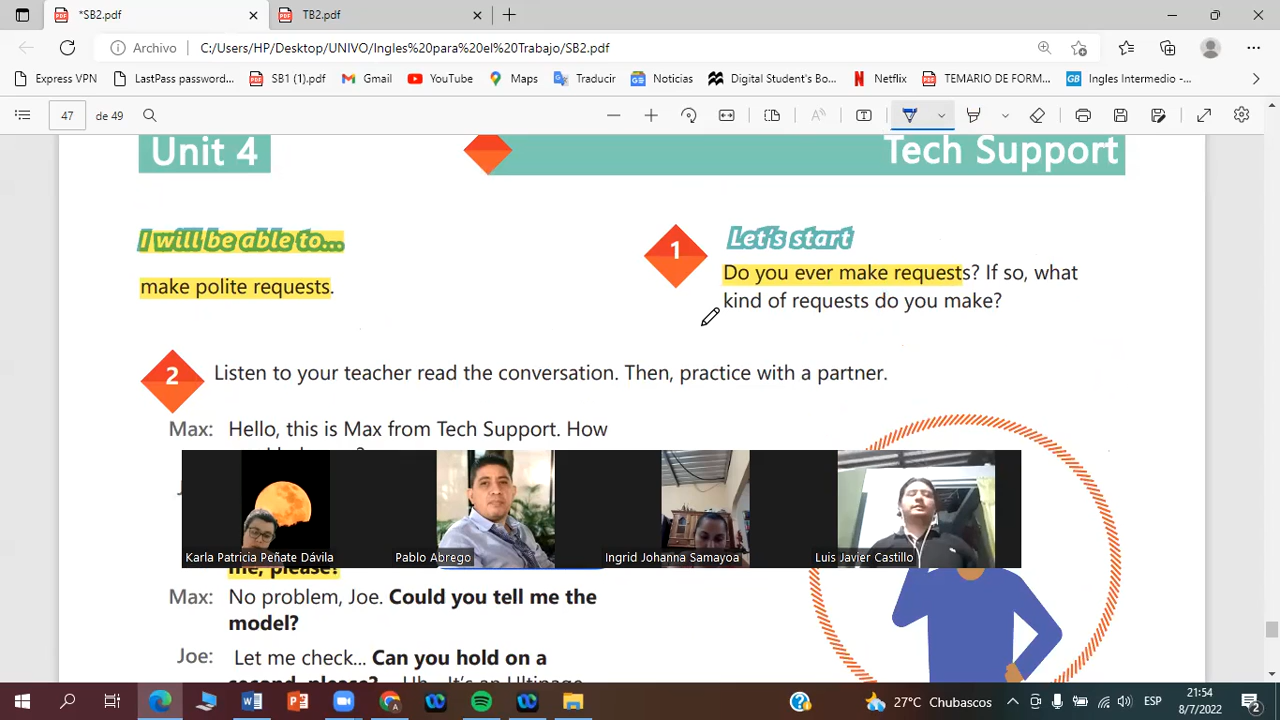 *SB2.pdf
TB2.pdf
Archivo
C:/Users/HP/Desktop/UNIVO/Ingles%20para%20el%20Trabajo/SB2.pdf
Express VPN
LastPass password...
SB1 (1).pdf
Gmail
YouTube
Maps
Traducir
Noticias
Digital Student's Bo...
Netflix
TEMARIO DE FORM...
Ingles Intermedio -...
47
de 49
Unit 4
Tech Support
I will be able to...
make polite requests.
1
Let's start
Do you ever make requests? If so, what
kind of requests do you make?
2
Listen to your teacher read the conversation. Then, practice with a partner.
Max: Hello, this is Max from Tech Support. How
Karla Patricia Peñate Dávila
Pablo Abrego
Ingrid Johanna Samayoa
Luis Javier Castillo
me, please?
Max: No problem, Joe. Could you tell me the
model?
Joe: Let me check... Can you hold on a
27°C Chubascos
ESP
21:54
8/7/2022
2